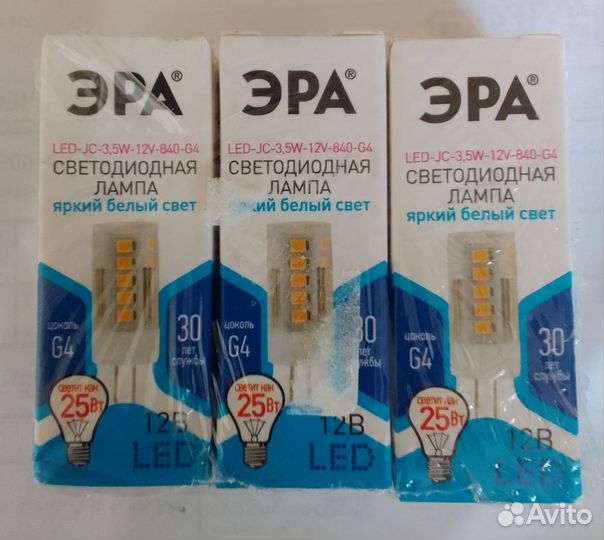 ЭРА®
LED-JC-3,5W-12V-840-G4
СВЕТОДИОДНАЯ
ЛАМПА
яркий белый свет
цоколь
G4
30
лет
службы
светит как
25Вт
12В
LED
ЭРА®
LED-JC-3,5W-12V-840-G4
СВЕТОДИОДНАЯ
ЛАМПА
яркий белый свет
цоколь
G4
30
лет
службы
светит как
25Вт
12В
LED
ЭРА®
LED-JC-3,5W-12V-840-G4
СВЕТОДИОДНАЯ
ЛАМПА
яркий белый свет
цоколь
G4
30
лет
службы
светит как
25Вт
12В
LED
Avito